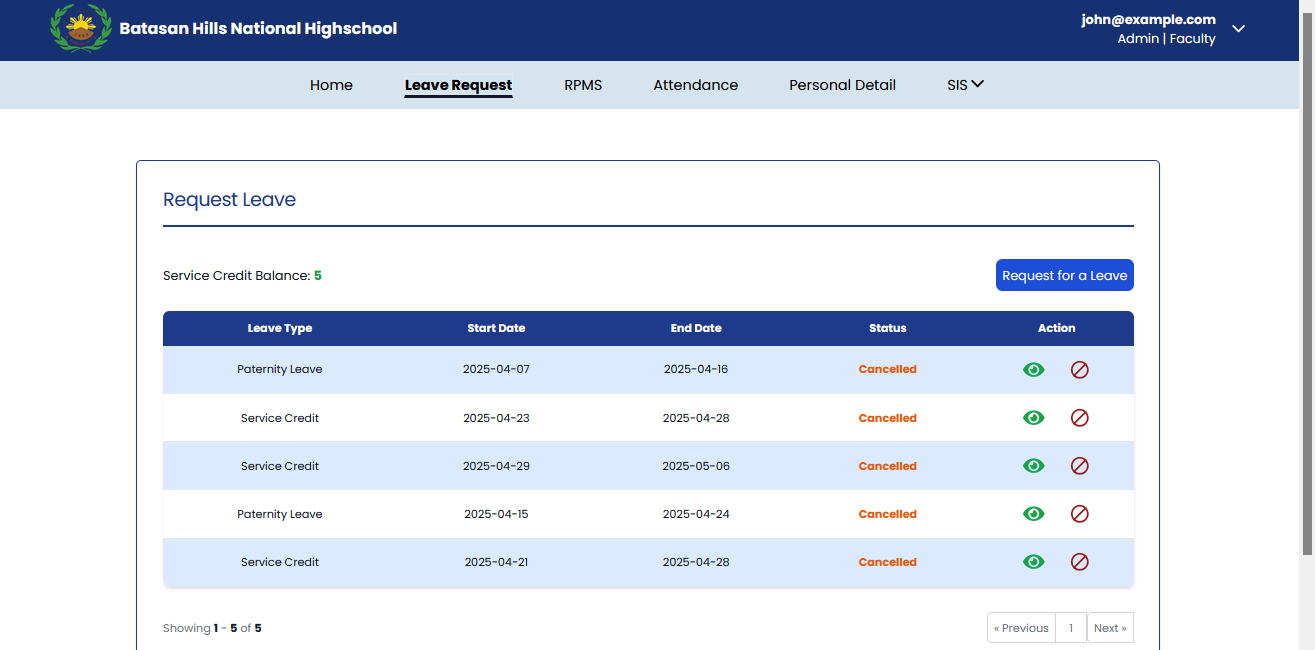 Batasan Hills National Highschool
john@example.com
Admin | Faculty
Home Leave Request RPMS Attendance Personal Detail SIS
Request Leave
Service Credit Balance: 5
Request for a Leave
Leave Type Start Date End Date Status Action
Paternity Leave 2025-04-07 2025-04-16 Cancelled
Service Credit 2025-04-23 2025-04-28 Cancelled
Service Credit 2025-04-29 2025-05-06 Cancelled
Paternity Leave 2025-04-15 2025-04-24 Cancelled
Service Credit 2025-04-21 2025-04-28 Cancelled
Showing 1 - 5 of 5
« Previous 1 Next »